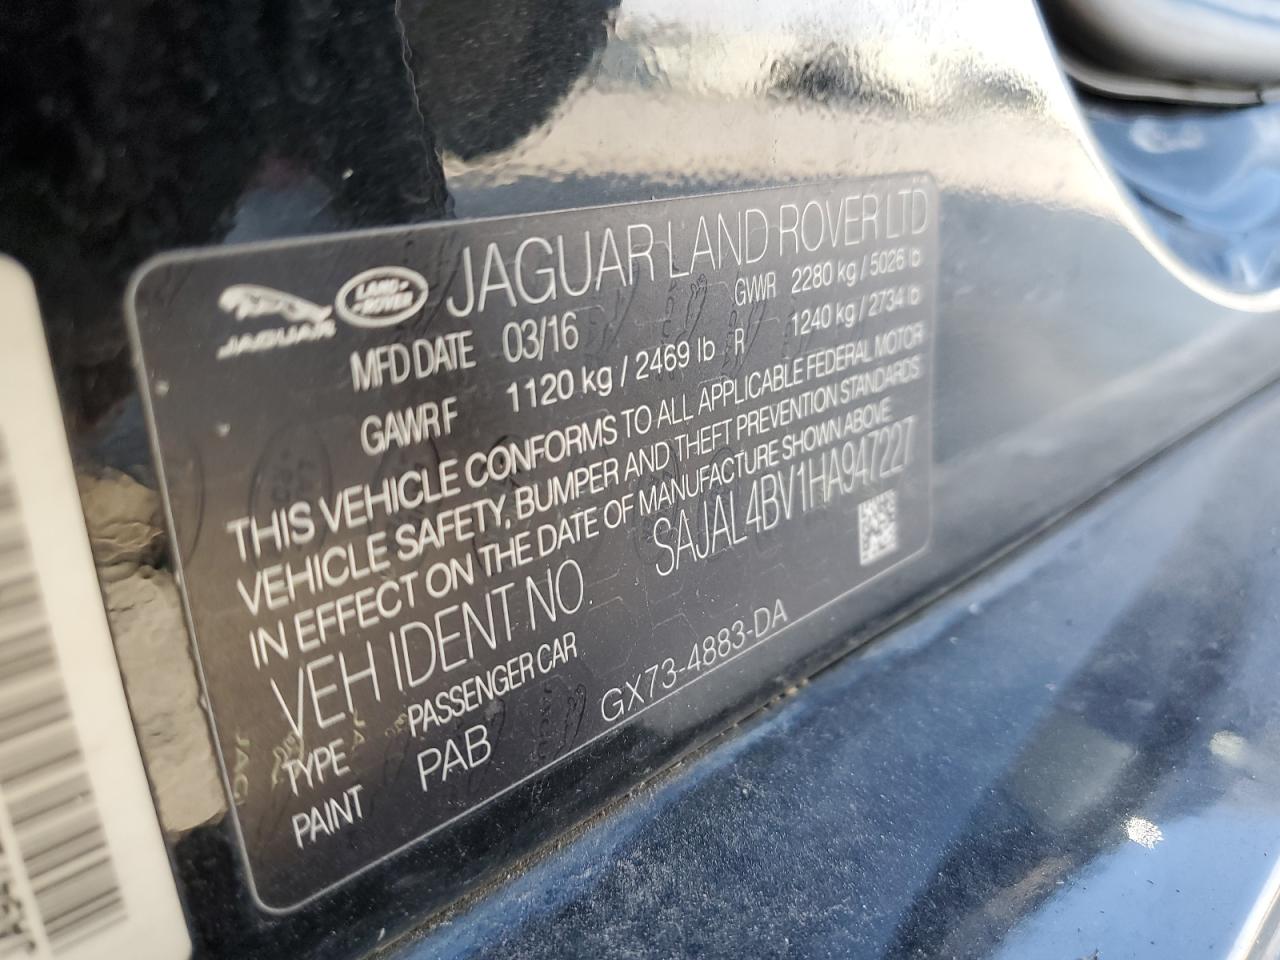 JAGUAR
LAND-
ROVER
JAGUAR LAND ROVER LTD
MFD DATE 03/16 GVWR 2280 kg / 5026 lb
GAWR F 1120 kg / 2469 lb R 1240 kg / 2734 lb
THIS VEHICLE CONFORMS TO ALL APPLICABLE FEDERAL MOTOR
VEHICLE SAFETY, BUMPER AND THEFT PREVENTION STANDARDS
IN EFFECT ON THE DATE OF MANUFACTURE SHOWN ABOVE
VEH IDENT NO. SAJAL4BV1HA947227
TYPE PASSENGER CAR
PAINT PAB GX73-4883-DA